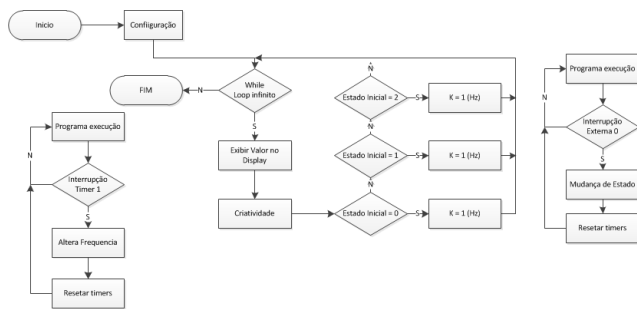 Inicio
Confiiguração
While
Loop infinito
N
FIM
S
Exibir Valor no
Display
Criatividade
Estado Inicial = 0
S
K = 1 (Hz)
N
Estado Inicial = 1
S
K = 1 (Hz)
N
Estado Inicial = 2
S
K = 1 (Hz)
N
Programa execução
N
Interrupção
Timer 1
S
Altera Frequencia
Resetar timers
Programa execução
N
Interrupção
Externa 0
S
Mudança de Estado
Resetar timers